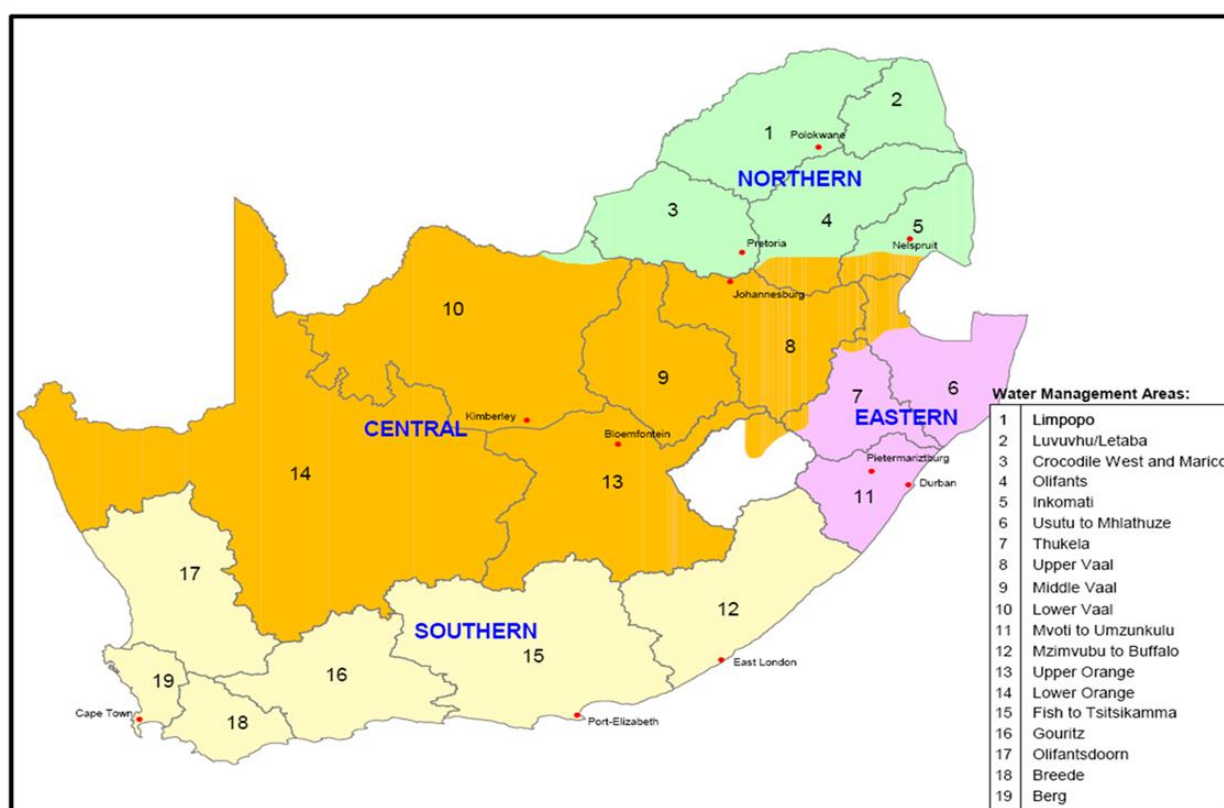 2
1
Polokwane
NORTHERN
3
4
5
Nelspruit
Pretoria
Johannesburg
10
8
9
7
6
Kimberley
CENTRAL
EASTERN
Bloemfontein
Pietermariztburg
14
13
11
Durban
17
12
SOUTHERN
15
East London
16
19
18
Cape Town
Port-Elizabeth
Water Management Areas:
1 Limpopo
2 Luvuvhu/Letaba
3 Crocodile West and Marico
4 Olifants
5 Inkomati
6 Usutu to Mhlathuze
7 Thukela
8 Upper Vaal
9 Middle Vaal
10 Lower Vaal
11 Mvoti to Umzunkulu
12 Mzimvubu to Buffalo
13 Upper Orange
14 Lower Orange
15 Fish to Tsitsikamma
16 Gouritz
17 Olifantsdoorn
18 Breede
19 Berg